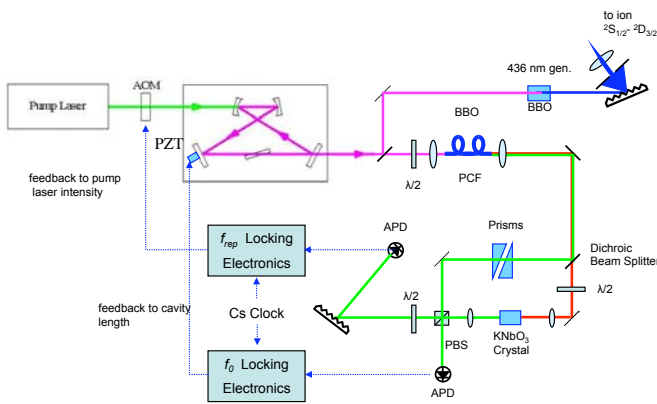 to ion
²S₁/₂- ²D₃/₂
436 nm gen.
AOM
Pump Laser
BBO
BBO
PZT
λ/2
PCF
feedback to pump
laser intensity
APD
Prisms
f_rep Locking
Electronics
Dichroic
Beam Splitter
λ/2
λ/2
feedback to cavity
length
Cs Clock
PBS
KNbO₃
Crystal
f₀ Locking
Electronics
APD